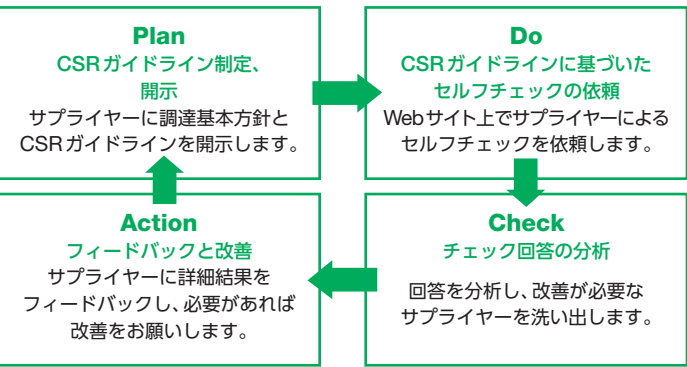 Plan
CSRガイドライン制定、
開示
サプライヤーに調達基本方針と
CSRガイドラインを開示します。
Do
CSRガイドラインに基づいた
セルフチェックの依頼
Webサイト上でサプライヤーによる
セルフチェックを依頼します。
Action
フィードバックと改善
サプライヤーに詳細結果を
フィードバックし、必要があれば
改善をお願いします。
Check
チェック回答の分析
回答を分析し、改善が必要な
サプライヤーを洗い出します。